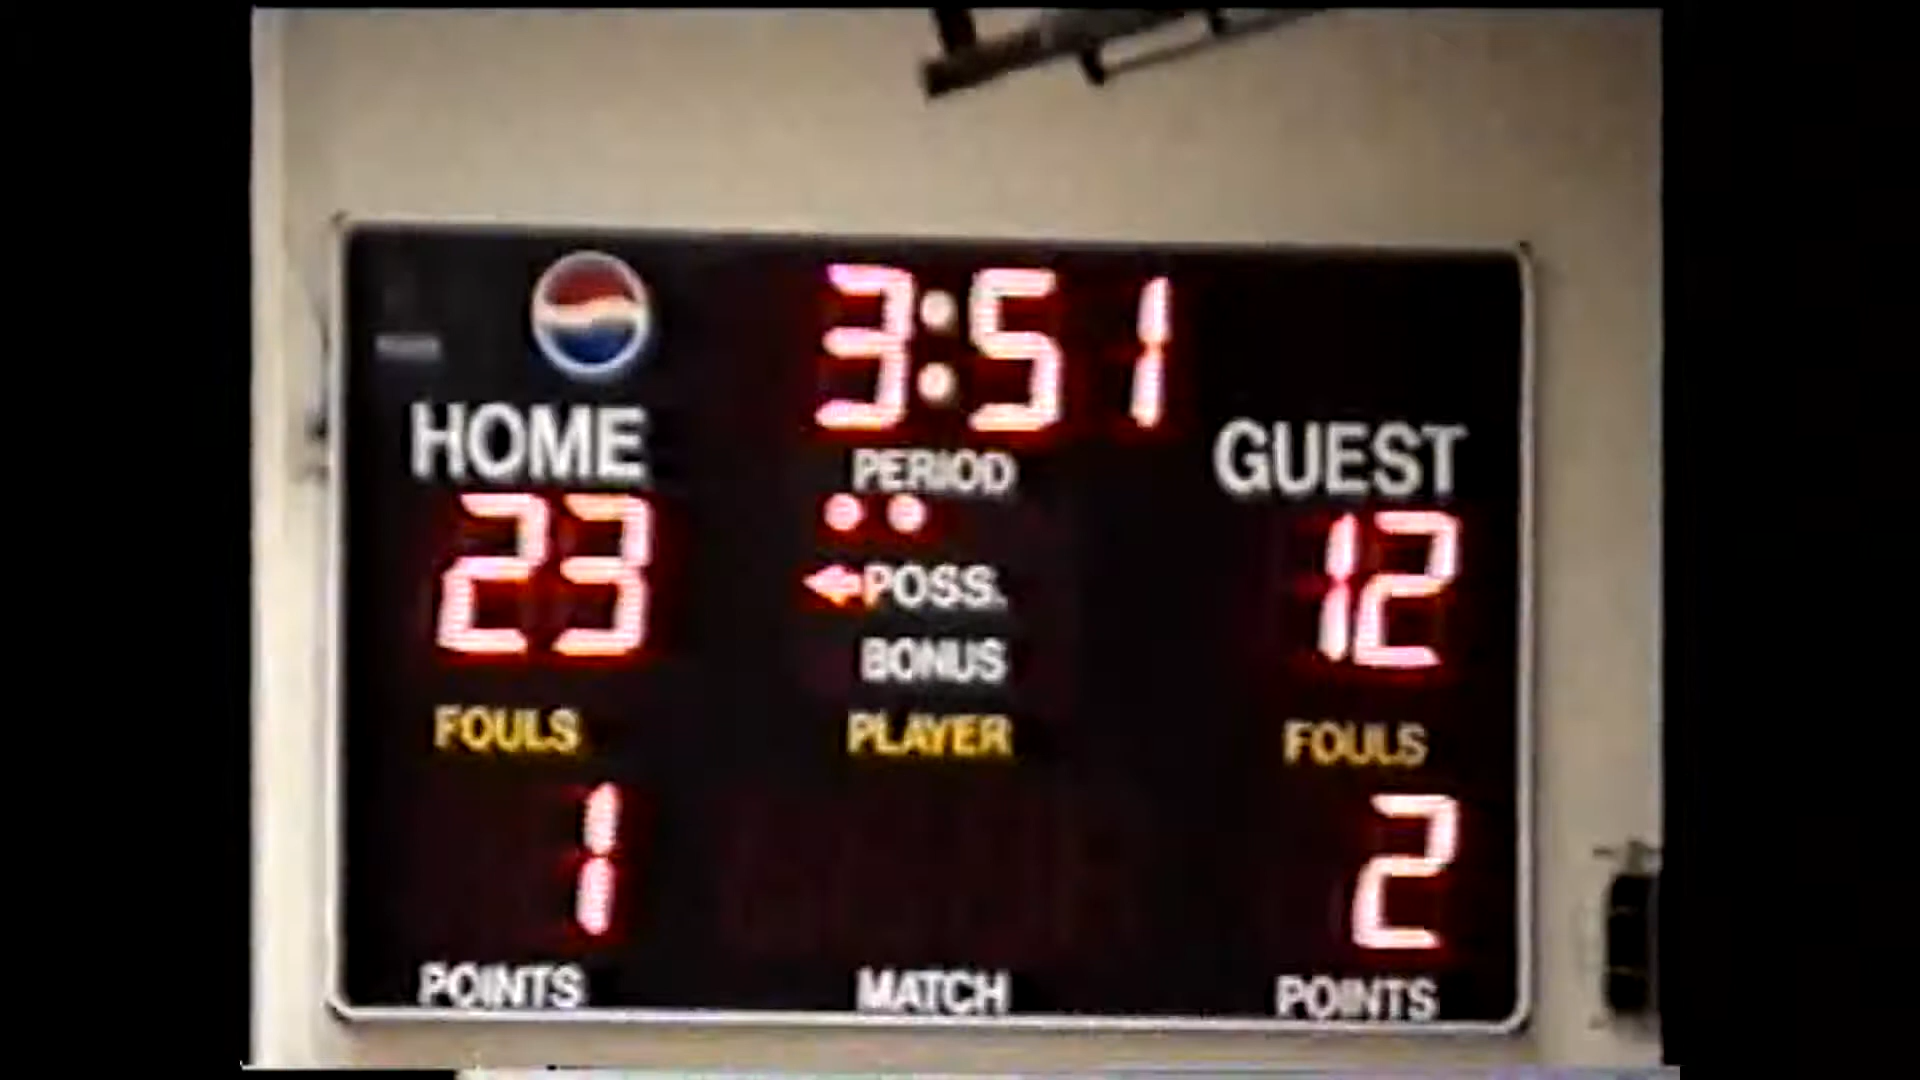 3:51
HOME
PERIOD
GUEST
23
12
POSS.
BONUS
FOULS
PLAYER
FOULS
1
2
POINTS
MATCH
POINTS